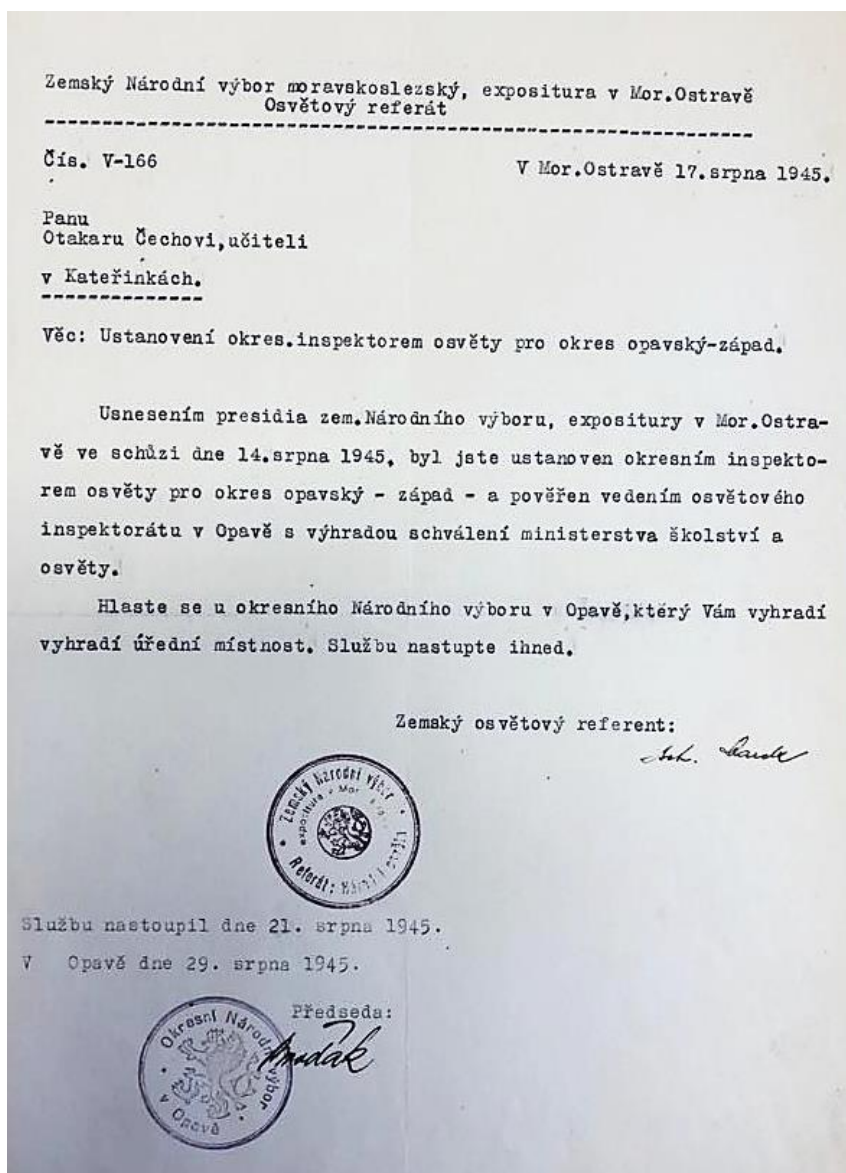 Zemský Národní výbor moravskoslezský, expositura v Mor.Ostravě
Osvětový referát
Čís. V-166
V Mor.Ostravě 17.srpna 1945.
Panu
Otakaru Čechovi,učiteli
v Kateřinkách.
Věc: Ustanovení okres.inspektorem osvěty pro okres opavský-západ.
Usnesením presidia zem.Národního výboru, expositury v Mor.Ostra-
vě ve schůzi dne 14.srpna 1945, byl jste ustanoven okresním inspekto-
rem osvěty pro okres opavský - západ - a pověřen vedením osvětového
inspektorátu v Opavě s výhradou schválení ministerstva školství a
osvěty.
Hlaste se u okresního Národního výboru v Opavě,který Vám vyhradí
vyhradí úřední místnost. Službu nastupte ihned.
Zemský osvětový referent:
Zemský Národní výbor
expositura v Mor.
Referát:
Službu nastoupil dne 21. srpna 1945.
V Opavě dne 29. srpna 1945.
Předseda:
Okresní Národní výbor
v Opavě